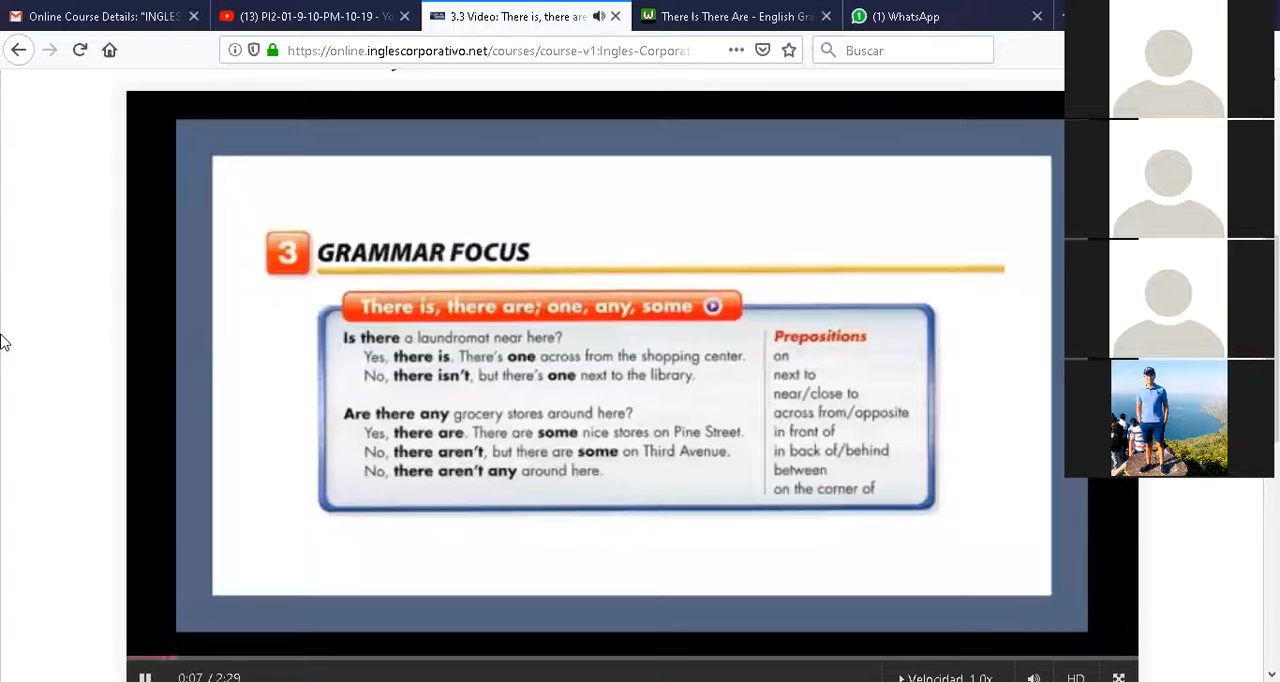 Online Course Details: "INGLES
(13) PI2-01-9-10-PM-10-19 - Yo
3.3 Video: There is, there are
There Is There Are - English Gra
(1) WhatsApp
https://online.inglescorporativo.net/courses/course-v1:Ingles-Corporat
Buscar
3 GRAMMAR FOCUS
There is, there are; one, any, some
Is there a laundromat near here?
Yes, there is. There's one across from the shopping center.
No, there isn't, but there's one next to the library.
Are there any grocery stores around here?
Yes, there are. There are some nice stores on Pine Street.
No, there aren't, but there are some on Third Avenue.
No, there aren't any around here.
Prepositions
on
next to
near/close to
across from/opposite
in front of
in back of/behind
between
on the corner of
0:07 / 2:29
Velocidad 1.0x
HD